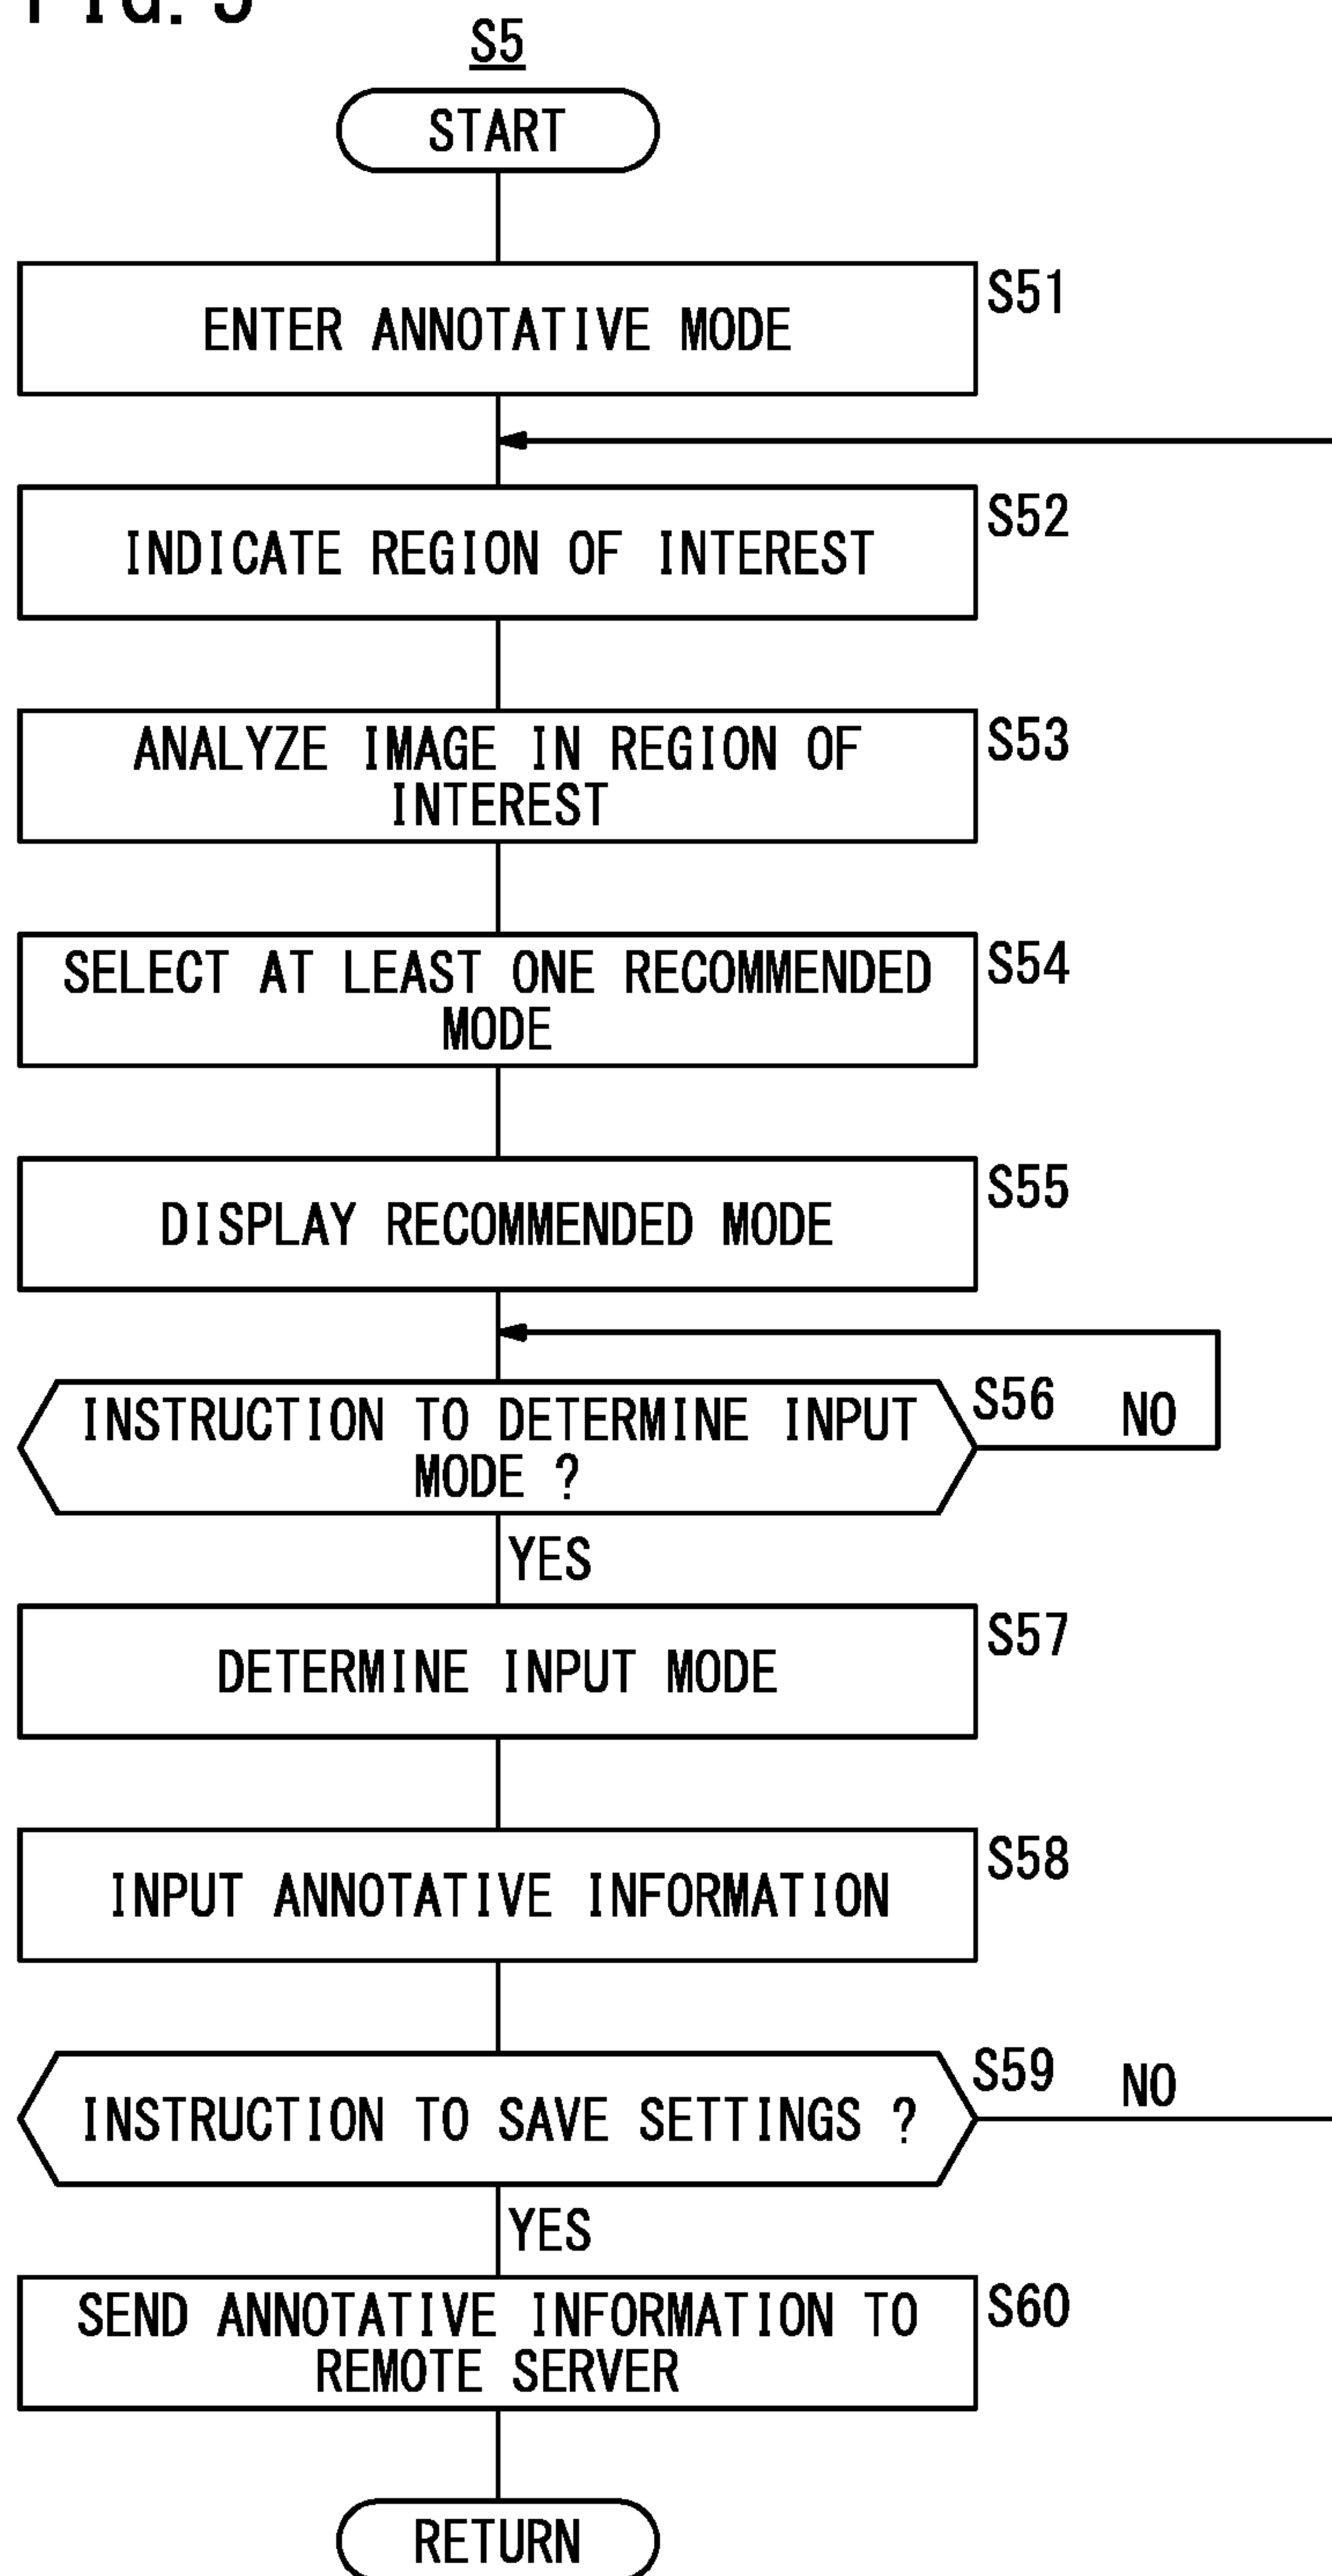 S5
START
ENTER ANNOTATIVE MODE
S51
INDICATE REGION OF INTEREST
S52
ANALYZE IMAGE IN REGION OF
INTEREST
S53
SELECT AT LEAST ONE RECOMMENDED
MODE
S54
DISPLAY RECOMMENDED MODE
S55
INSTRUCTION TO DETERMINE INPUT
MODE ?
S56
NO
YES
DETERMINE INPUT MODE
S57
INPUT ANNOTATIVE INFORMATION
S58
INSTRUCTION TO SAVE SETTINGS ?
S59
NO
YES
SEND ANNOTATIVE INFORMATION TO
REMOTE SERVER
S60
RETURN